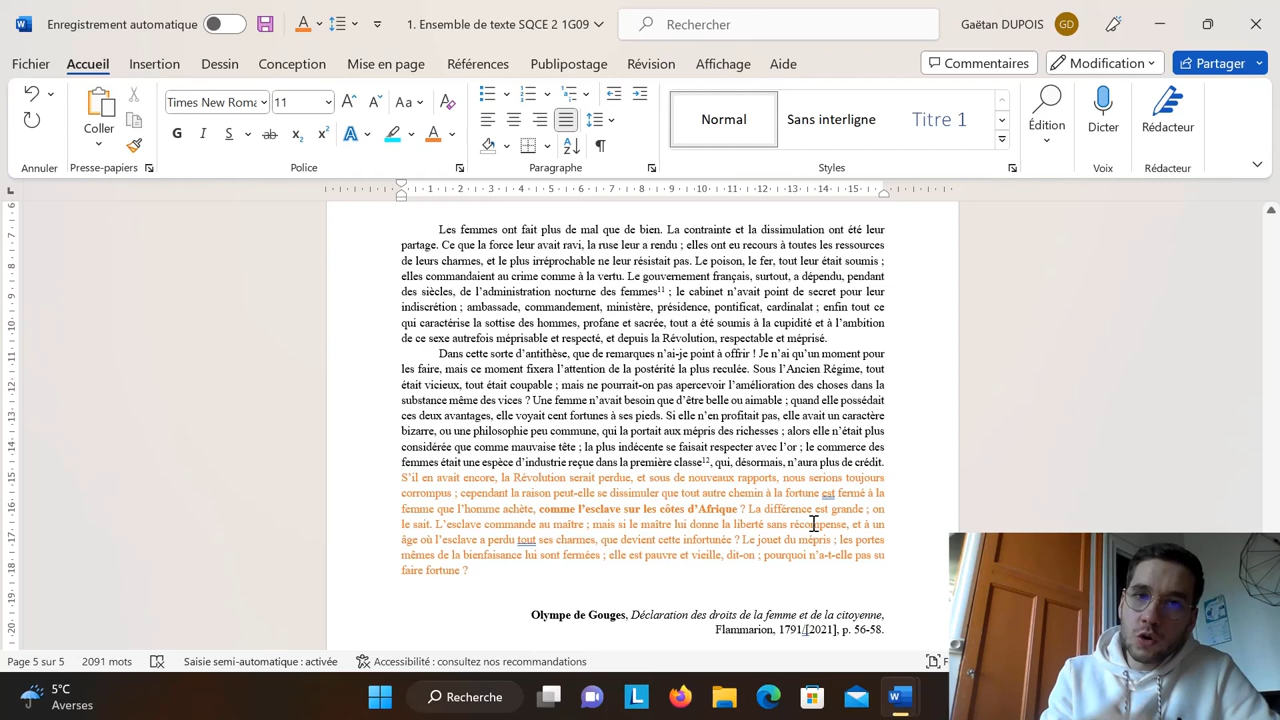 Enregistrement automatique
1. Ensemble de texte SQCE 2 1G09
Rechercher
Gaëtan DUPOIS
GD
Fichier Accueil Insertion Dessin Conception Mise en page Références Publipostage Révision Affichage Aide
Commentaires Modification Partager
Times New Roma 11
Coller
Normal
Sans interligne
Titre 1
Édition
Dicter
Rédacteur
Annuler Presse-papiers Police Paragraphe Styles Voix Rédacteur
1 2 3 4 5 6 7 8 9 10 11 12 13 14 15
Les femmes ont fait plus de mal que de bien. La contrainte et la dissimulation ont été leur
partage. Ce que la force leur avait ravi, la ruse leur a rendu ; elles ont eu recours à toutes les ressources
de leurs charmes, et le plus irréprochable ne leur résistait pas. Le poison, le fer, tout leur était soumis ;
elles commandaient au crime comme à la vertu. Le gouvernement français, surtout, a dépendu, pendant
des siècles, de l’administration nocturne des femmes¹¹ ; le cabinet n’avait point de secret pour leur
indiscrétion ; ambassade, commandement, ministère, présidence, pontificat, cardinalat ; enfin tout ce
qui caractérise la sottise des hommes, profane et sacrée, tout a été soumis à la cupidité et à l’ambition
de ce sexe autrefois méprisable et respecté, et depuis la Révolution, respectable et méprisé.
Dans cette sorte d’antithèse, que de remarques n’ai-je point à offrir ! Je n’ai qu’un moment pour
les faire, mais ce moment fixera l’attention de la postérité la plus reculée. Sous l’Ancien Régime, tout
était vicieux, tout était coupable ; mais ne pourrait-on pas apercevoir l’amélioration des choses dans la
substance même des vices ? Une femme n’avait besoin que d’être belle ou aimable ; quand elle possédait
ces deux avantages, elle voyait cent fortunes à ses pieds. Si elle n’en profitait pas, elle avait un caractère
bizarre, ou une philosophie peu commune, qui la portait aux mépris des richesses ; alors elle n’était plus
considérée que comme mauvaise tête ; la plus indécente se faisait respecter avec l’or ; le commerce des
femmes était une espèce d’industrie reçue dans la première classe¹², qui, désormais, n’aura plus de crédit.
S’il en avait encore, la Révolution serait perdue, et sous de nouveaux rapports, nous serions toujours
corrompus ; cependant la raison peut-elle se dissimuler que tout autre chemin à la fortune est fermé à la
femme que l’homme achète, comme l’esclave sur les côtes d’Afrique ? La différence est grande ; on
le sait. L’esclave commande au maître ; mais si le maître lui donne la liberté sans récompense, et à un
âge où l’esclave a perdu tout ses charmes, que devient cette infortunée ? Le jouet du mépris ; les portes
mêmes de la bienfaisance lui sont fermées ; elle est pauvre et vieille, dit-on ; pourquoi n’a-t-elle pas su
faire fortune ?
Olympe de Gouges, Déclaration des droits de la femme et de la citoyenne,
Flammarion, 1791/[2021], p. 56-58.
Page 5 sur 5 2091 mots Saisie semi-automatique : activée Accessibilité : consultez nos recommandations
5°C
Averses
Recherche